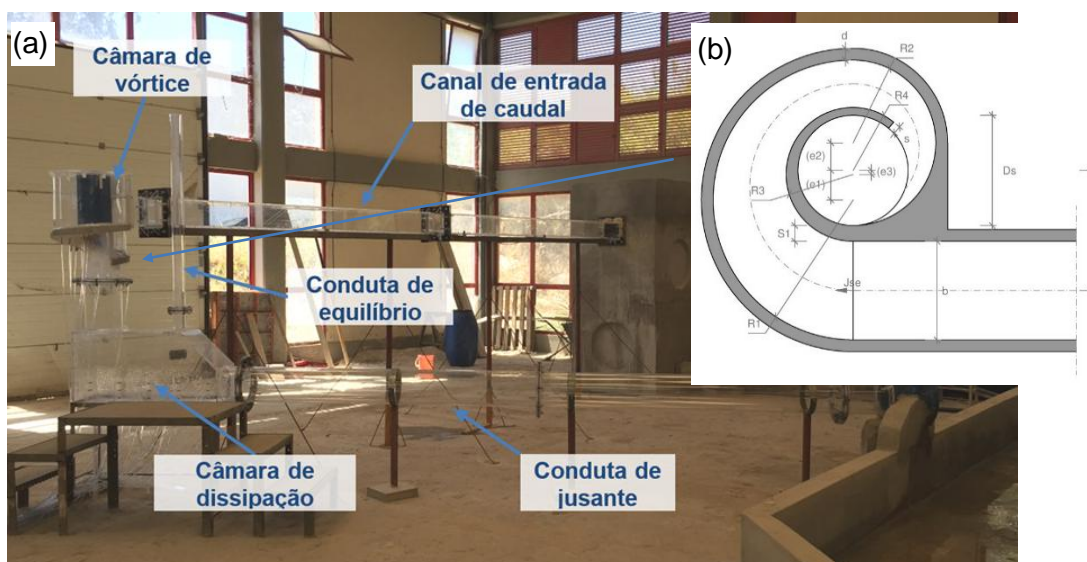 (a)
Câmara de
vórtice
Canal de entrada
de caudal
Conduta de
equilíbrio
Câmara de
dissipação
Conduta de
jusante
(b)
d
R2
R4
s
(e2)
(e3)
(e1)
R3
Ds
S1
Jse
b
R1